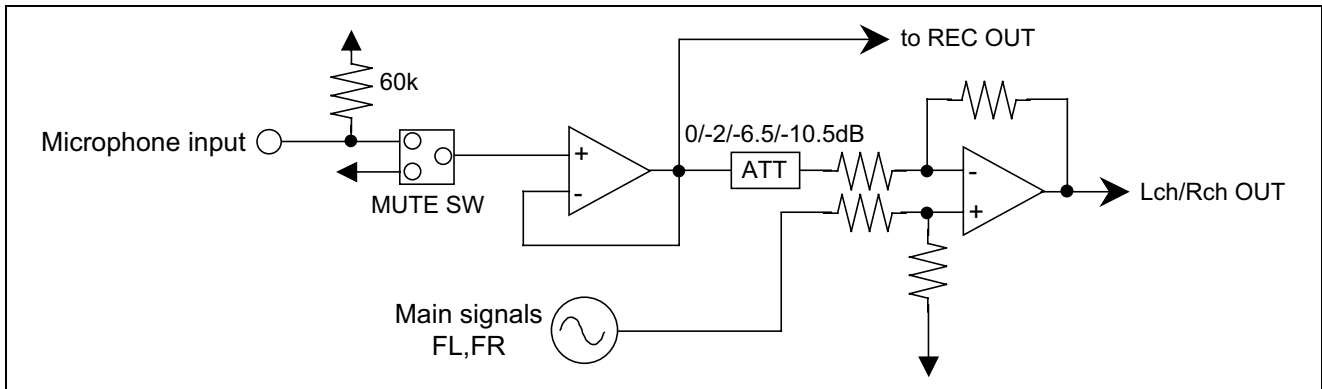 to REC OUT
60k
Microphone input
0/-2/-6.5/-10.5dB
+
-
ATT
-
+
Lch/Rch OUT
MUTE SW
Main signals
FL,FR